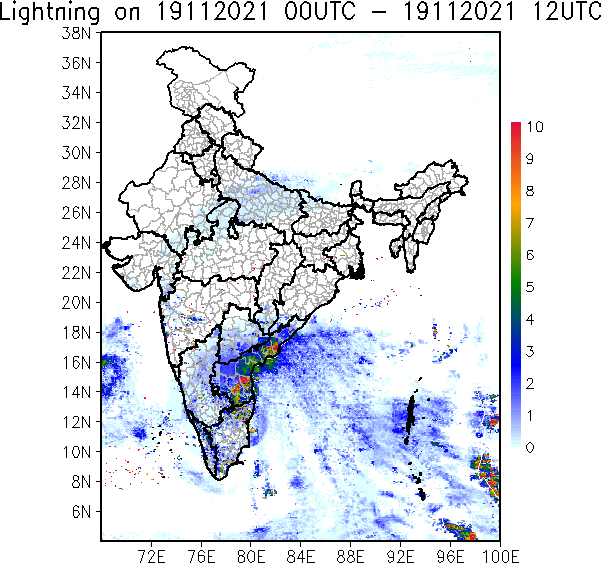 Lightning on 19112021 00UTC – 19112021 12UTC
38N
36N
34N
32N
30N
28N
26N
24N
22N
20N
18N
16N
14N
12N
10N
8N
6N
72E 76E 80E 84E 88E 92E 96E 100E
10
9
8
7
6
5
4
3
2
1
0